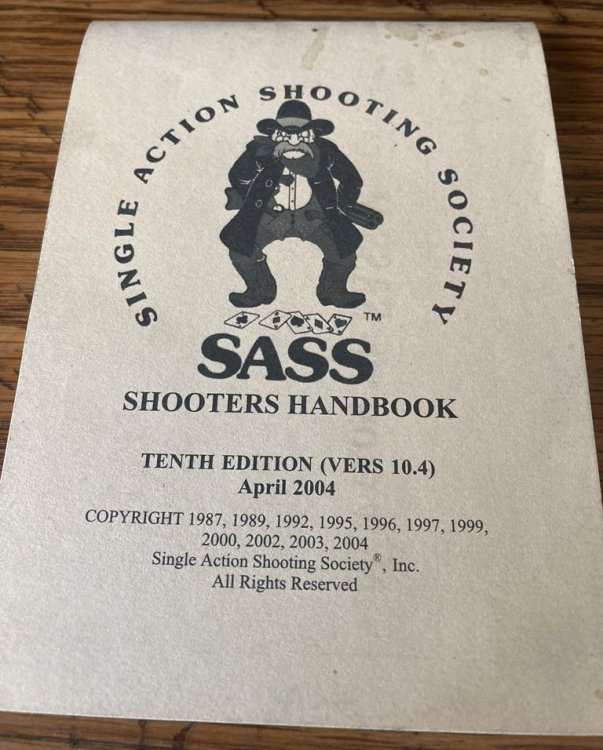 SINGLE ACTION SHOOTING SOCIETY
TM
SASS
SHOOTERS HANDBOOK
TENTH EDITION (VERS 10.4)
April 2004
COPYRIGHT 1987, 1989, 1992, 1995, 1996, 1997, 1999,
2000, 2002, 2003, 2004
Single Action Shooting Society®, Inc.
All Rights Reserved